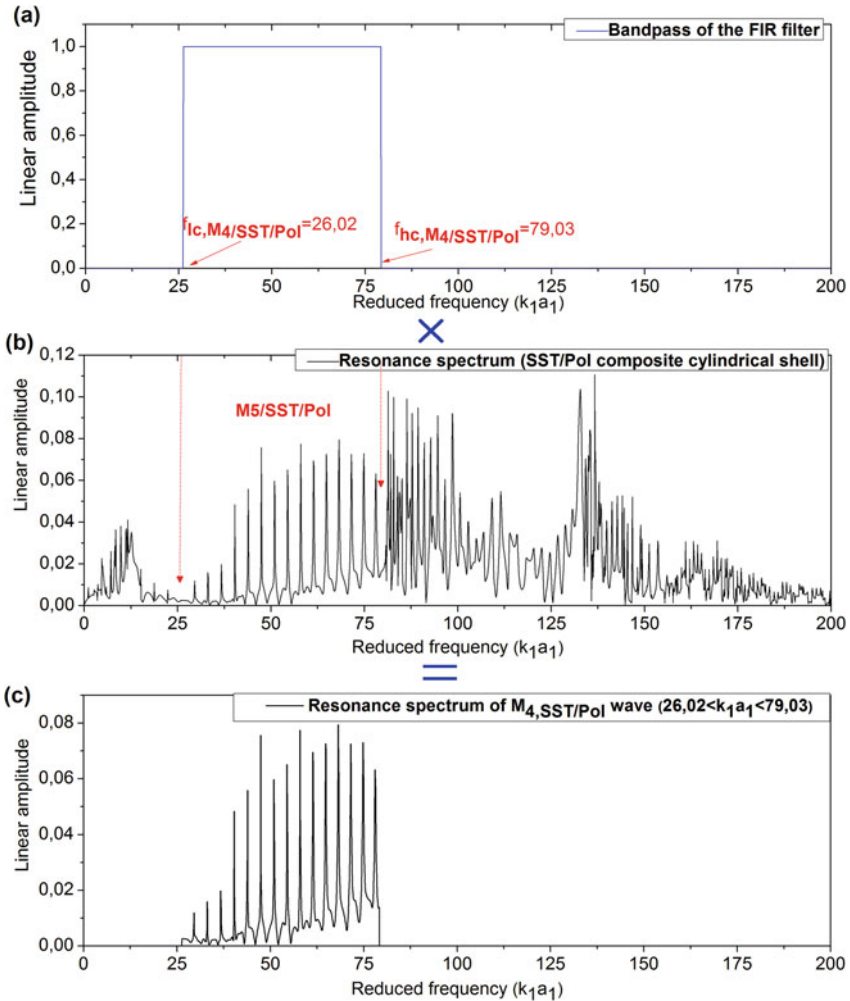 (a)
Bandpass of the FIR filter
Linear amplitude
1,0
0,8
0,6
0,4
0,2
0,0
f_lc,M4/SST/Pol=26,02
f_hc,M4/SST/Pol=79,03
0 25 50 75 100 125 150 175 200
Reduced frequency (k₁a₁)
×
(b)
Resonance spectrum (SST/Pol composite cylindrical shell)
M5/SST/Pol
Linear amplitude
0,12
0,10
0,08
0,06
0,04
0,02
0,00
0 25 50 75 100 125 150 175 200
Reduced frequency (k₁a₁)
=
(c)
Resonance spectrum of M4,SST/Pol wave (26,02<k₁a₁<79,03)
Linear amplitude
0,08
0,06
0,04
0,02
0,00
0 25 50 75 100 125 150 175 200
Reduced frequency (k₁a₁)